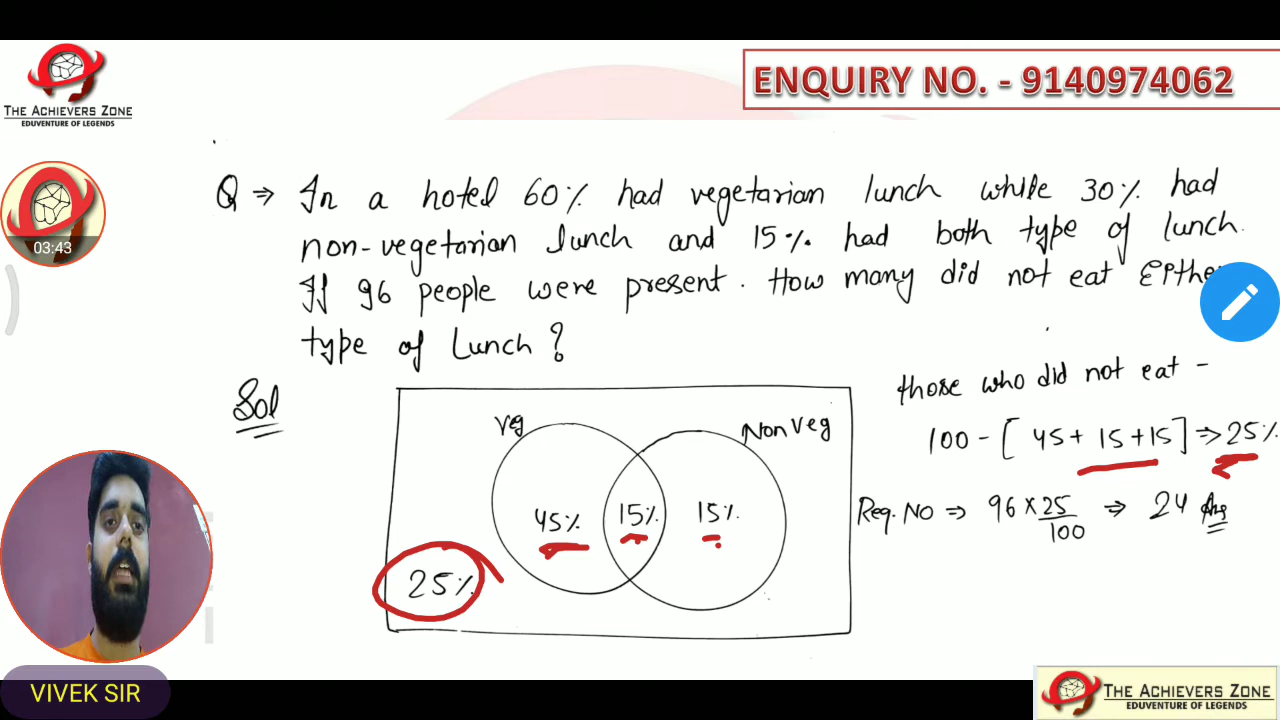 THE ACHIEVERS ZONE
EDUVENTURE OF LEGENDS
ENQUIRY NO. - 9140974062
03:43
Q ⇒ In a hotel 60% had vegetarian lunch while 30% had
non-vegetarian lunch and 15% had both type of lunch.
If 96 people were present. How many did not eat Eithe
type of Lunch?
Sol
Veg
Non Veg
45%
15%
15%
25%
those who did not eat -
100 - [ 45 + 15 + 15 ] ⇒ 25%
Req. No ⇒ 96 × 25/100 ⇒ 24 Ans
VIVEK SIR
THE ACHIEVERS ZONE
EDUVENTURE OF LEGENDS